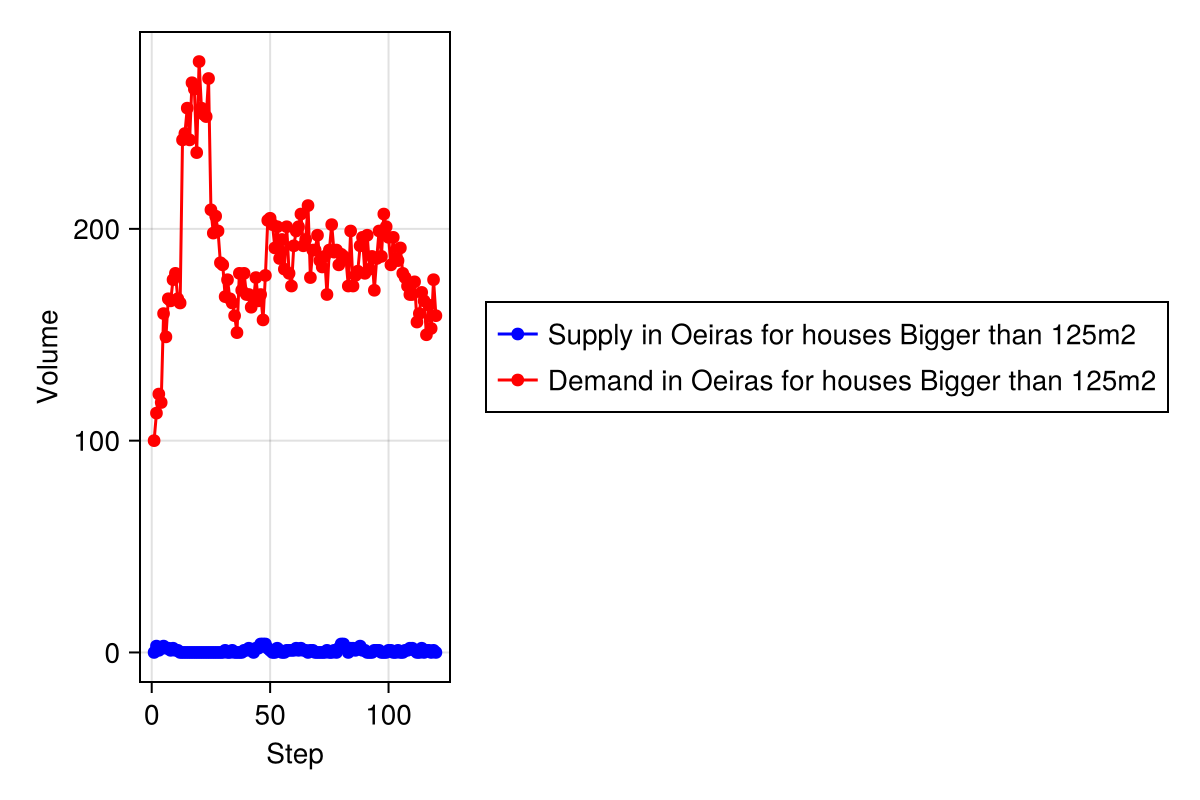 200
100
0
Volume
0 50 100
Step
Supply in Oeiras for houses Bigger than 125m2
Demand in Oeiras for houses Bigger than 125m2